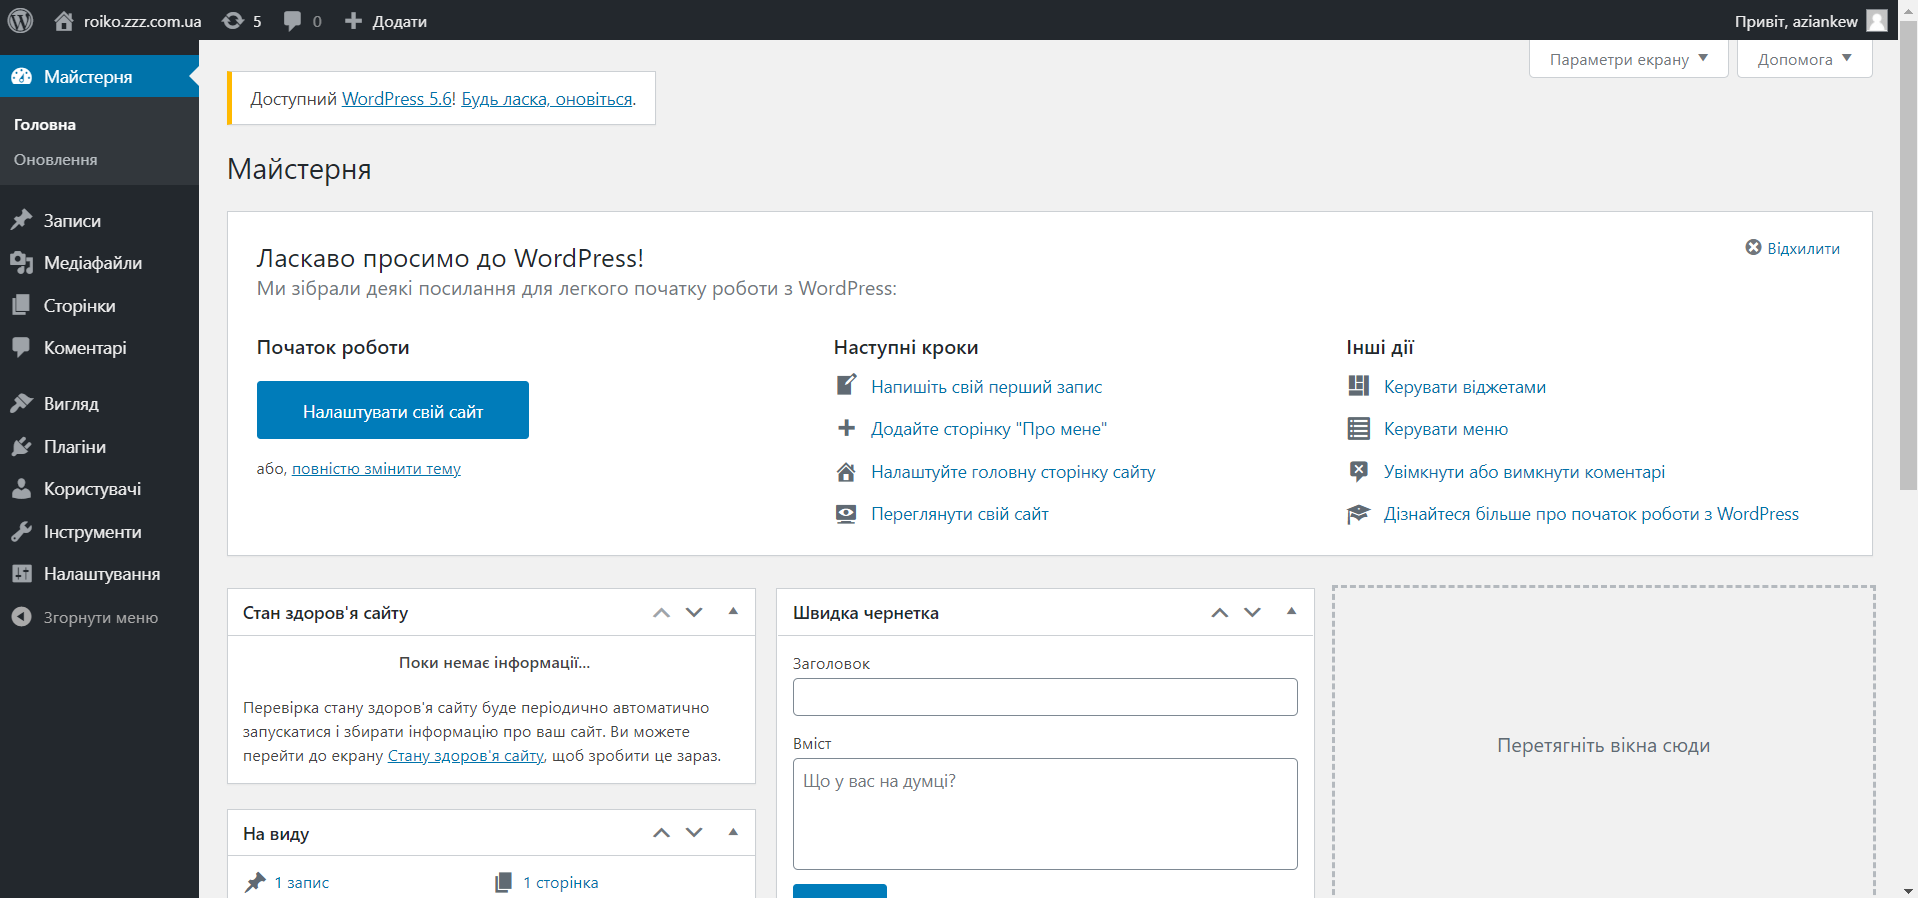 roiko.zzz.com.ua 5 0 Додати Привіт, aziankew
Майстерня
Головна
Оновлення
Записи
Медіафайли
Сторінки
Коментарі
Вигляд
Плагіни
Користувачі
Інструменти
Налаштування
Згорнути меню
Параметри екрану Допомога
Доступний WordPress 5.6! Будь ласка, оновіться.
Майстерня
Ласкаво просимо до WordPress!
Відхилити
Ми зібрали деякі посилання для легкого початку роботи з WordPress:
Початок роботи
Налаштувати свій сайт
або, повністю змінити тему
Наступні кроки
Напишіть свій перший запис
Додайте сторінку "Про мене"
Налаштуйте головну сторінку сайту
Переглянути свій сайт
Інші дії
Керувати віджетами
Керувати меню
Увімкнути або вимкнути коментарі
Дізнайтеся більше про початок роботи з WordPress
Стан здоров'я сайту
Поки немає інформації...
Перевірка стану здоров'я сайту буде періодично автоматично
запускатися і збирати інформацію про ваш сайт. Ви можете
перейти до екрану Стану здоров'я сайту, щоб зробити це зараз.
На виду
1 запис 1 сторінка
Швидка чернетка
Заголовок
Вміст
Що у вас на думці?
Перетягніть вікна сюди